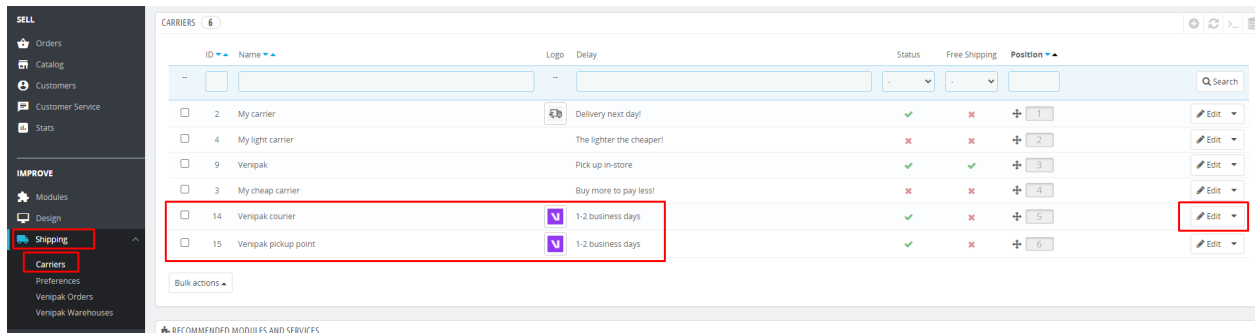 SELL
Orders
Catalog
Customers
Customer Service
Stats
IMPROVE
Modules
Design
Shipping
Carriers
Preferences
Venipak Orders
Venipak Warehouses
CARRIERS 6
ID Name Logo Delay Status Free Shipping Position
-- -- - - Search
2 My carrier Delivery next day! 1 Edit
4 My light carrier The lighter the cheaper! 2 Edit
9 Venipak Pick up in-store 3 Edit
3 My cheap carrier Buy more to pay less! 4 Edit
14 Venipak courier 1-2 business days 5 Edit
15 Venipak pickup point 1-2 business days 6 Edit
Bulk actions
RECOMMENDED MODULES AND SERVICES